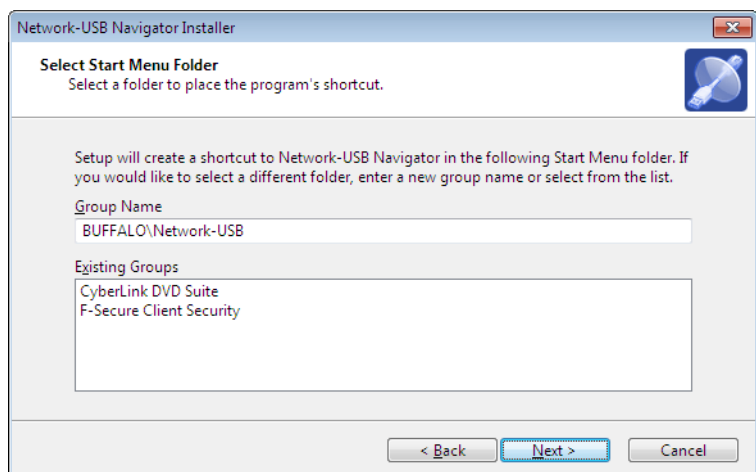 Network-USB Navigator Installer
Select Start Menu Folder
Select a folder to place the program's shortcut.
Setup will create a shortcut to Network-USB Navigator in the following Start Menu folder. If
you would like to select a different folder, enter a new group name or select from the list.
Group Name
BUFFALO\Network-USB
Existing Groups
CyberLink DVD Suite
F-Secure Client Security
< Back Next > Cancel